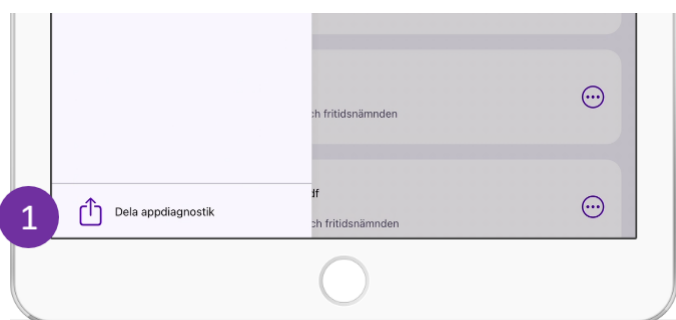 ch fritidsnämnden
df
1
Dela appdiagnostik
ch fritidsnämnden